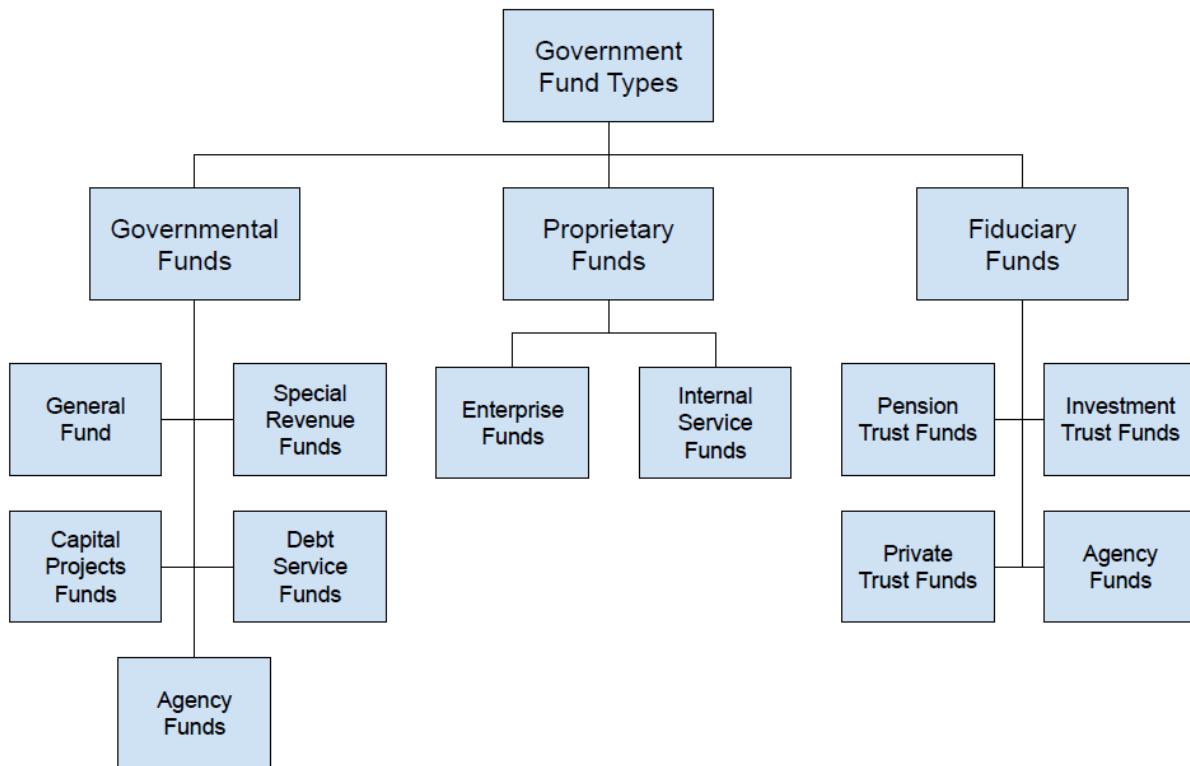 Government
Fund Types
Governmental
Funds
Proprietary
Funds
Fiduciary
Funds
General
Fund
Special
Revenue
Funds
Enterprise
Funds
Internal
Service
Funds
Pension
Trust Funds
Investment
Trust Funds
Capital
Projects
Funds
Debt
Service
Funds
Private
Trust Funds
Agency
Funds
Agency
Funds